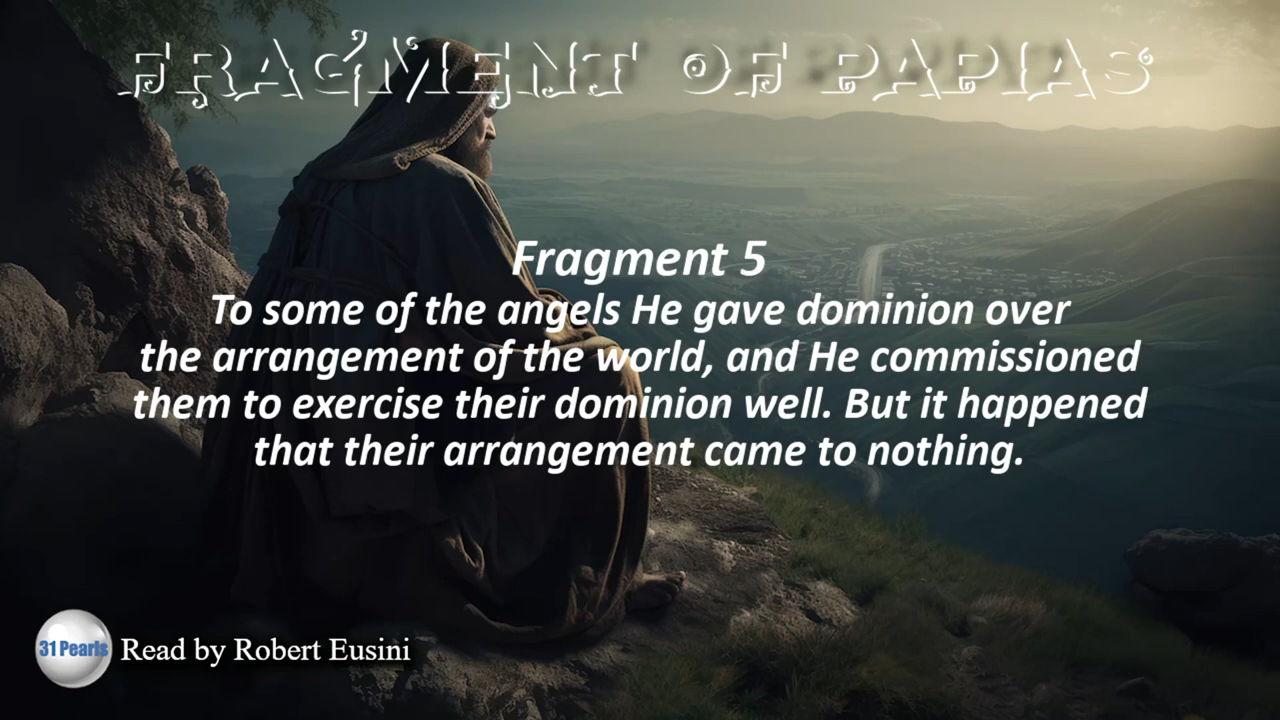 FRAGMENT OF PAPIAS
Fragment 5
To some of the angels He gave dominion over
the arrangement of the world, and He commissioned
them to exercise their dominion well. But it happened
that their arrangement came to nothing.
31 Pearls
Read by Robert Eusini